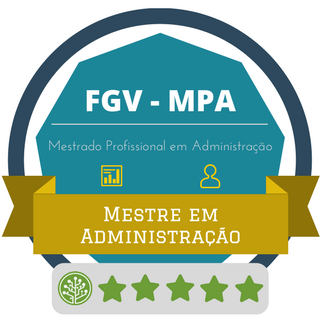 FGV - MPA
Mestrado Profissional em Administração
Mestre em
Administração